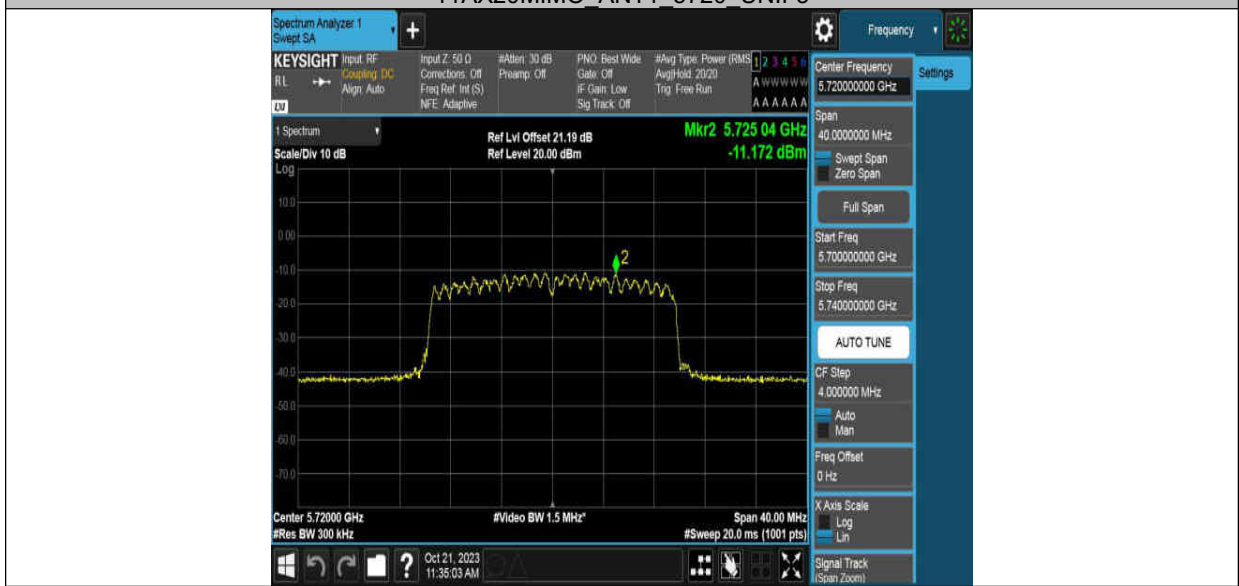 11AX20MIMO_ANT1_5720_UNII-3
Spectrum Analyzer 1
Swept SA
+
Frequency
KEYSIGHT
RL
Input: RF
Coupling: DC
Align: Auto
Input Z: 50 Ω
Corrections: Off
Freq Ref: Int (S)
NFE: Adaptive
#Atten: 30 dB
Preamp: Off
PNO: Best Wide
Gate: Off
IF Gain: Low
Sig Track: Off
#Avg Type: Power (RMS
Avg|Hold: 20/20
Trig: Free Run
1 2 3 4 5 6
A W W W W W
A A A A A A
Center Frequency
5.720000000 GHz
Settings
Span
40.0000000 MHz
Swept Span
Zero Span
Full Span
Start Freq
5.700000000 GHz
Stop Freq
5.740000000 GHz
AUTO TUNE
CF Step
4.000000 MHz
Auto
Man
Freq Offset
0 Hz
X Axis Scale
Log
Lin
Signal Track
(Span Zoom)
1 Spectrum
Scale/Div 10 dB
Log
Ref Lvl Offset 21.19 dB
Ref Level 20.00 dBm
Mkr2 5.725 04 GHz
-11.172 dBm
10.0
0.00
-10.0
-20.0
-30.0
-40.0
-50.0
-60.0
-70.0
2
Center 5.72000 GHz
#Res BW 300 kHz
#Video BW 1.5 MHz*
Span 40.00 MHz
#Sweep 20.0 ms (1001 pts)
?
Oct 21, 2023
11:35:03 AM